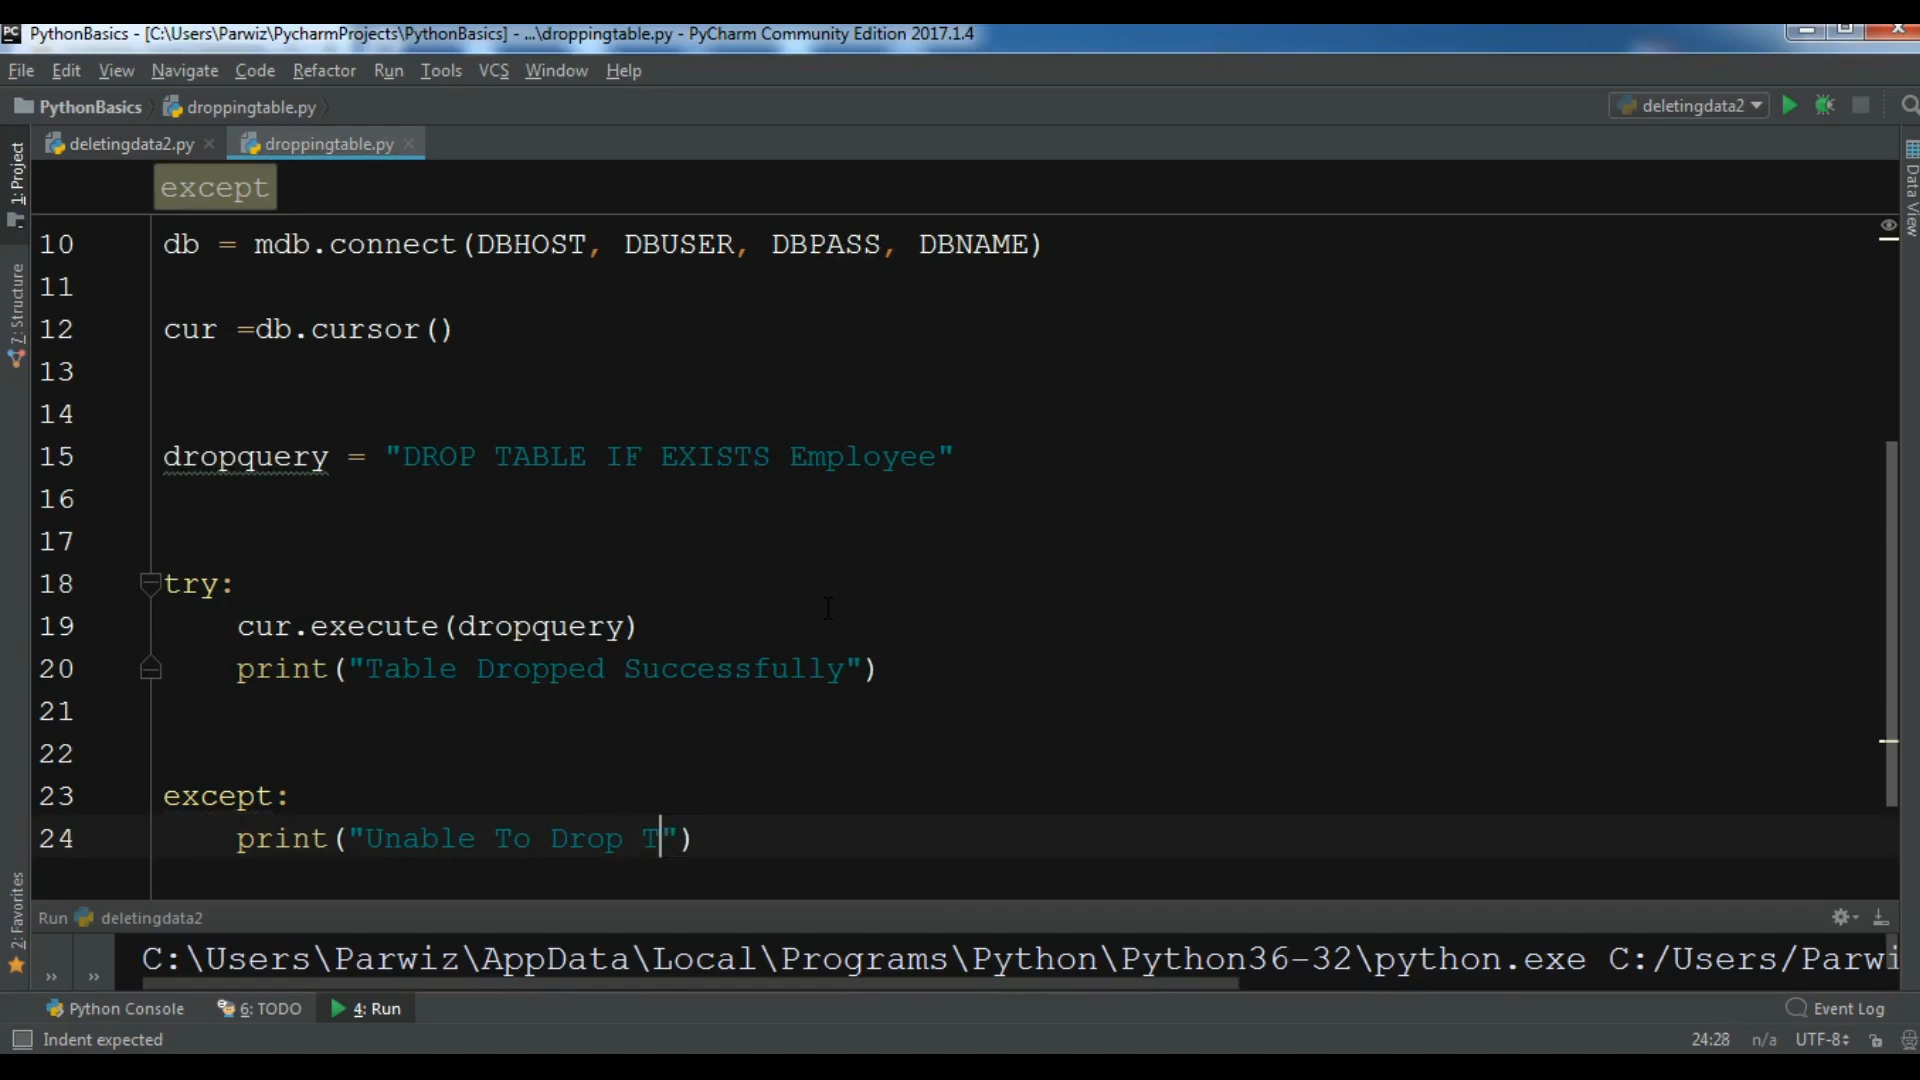 PythonBasics - [C:\Users\Parwiz\PycharmProjects\PythonBasics] - ...\droppingtable.py - PyCharm Community Edition 2017.1.4
File Edit View Navigate Code Refactor Run Tools VCS Window Help
PythonBasics droppingtable.py deletingdata2
deletingdata2.py droppingtable.py
1: Project
7: Structure
2: Favorites
Data View
except
10 db = mdb.connect(DBHOST, DBUSER, DBPASS, DBNAME)
11
12 cur =db.cursor()
13
14
15 dropquery = "DROP TABLE IF EXISTS Employee"
16
17
18 try:
19 cur.execute(dropquery)
20 print("Table Dropped Successfully")
21
22
23 except:
24 print("Unable To Drop T")
Run deletingdata2
» » C:\Users\Parwiz\AppData\Local\Programs\Python\Python36-32\python.exe C:/Users/Parwi
Python Console 6: TODO 4: Run Event Log
Indent expected 24:28 n/a UTF-8